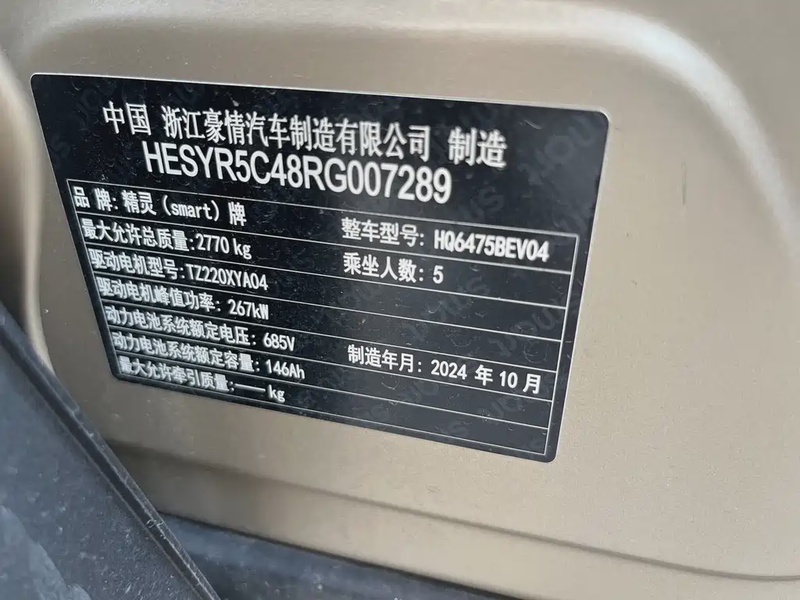 中国 浙江豪情汽车制造有限公司 制造
HESYR5C48RG007289
品 牌: 精灵 (smart) 牌 整车型号: HQ6475BEV04
最大允许总质量:2770 kg 乘坐人数: 5
驱动电机型号:TZ220XYA04
驱动电机峰值功率: 267kW
动力电池系统额定电压: 685V
动力电池系统额定容量: 146Ah 制造年月: 2024 年 10 月
最大允许牵引质量:—— kg